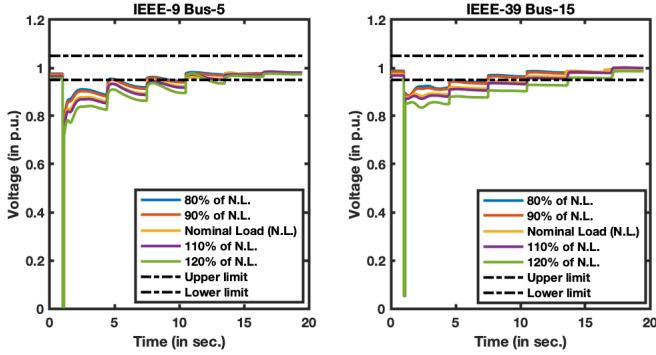 IEEE-9 Bus-5
1.2
1
0.8
0.6
0.4
0.2
0
Voltage (in p.u.)
80% of N.L.
90% of N.L.
Nominal Load (N.L.)
110% of N.L.
120% of N.L.
Upper limit
Lower limit
0 5 10 15 20
Time (in sec.)
IEEE-39 Bus-15
1.2
1
0.8
0.6
0.4
0.2
0
Voltage (in p.u.)
80% of N.L.
90% of N.L.
Nominal Load (N.L.)
110% of N.L.
120% of N.L.
Upper limit
Lower limit
0 5 10 15 20
Time (in sec.)